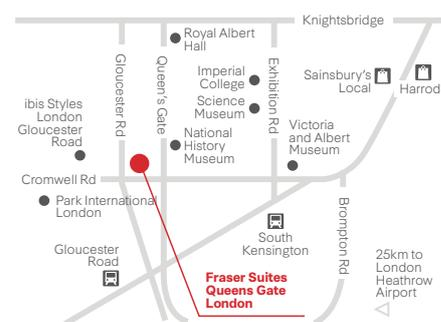 Knightsbridge
Royal Albert
Hall
Gloucester Rd
Queen's Gate
Exhibition Rd
Imperial
College
Sainsbury's
Local
Harrod
Science
Museum
ibis Styles
London
Gloucester
Road
National
History
Museum
Victoria
and Albert
Museum
Cromwell Rd
Park International
London
Brompton Rd
South
Kensington
Gloucester
Road
25km to
London
Heathrow
Airport
Fraser Suites
Queens Gate
London